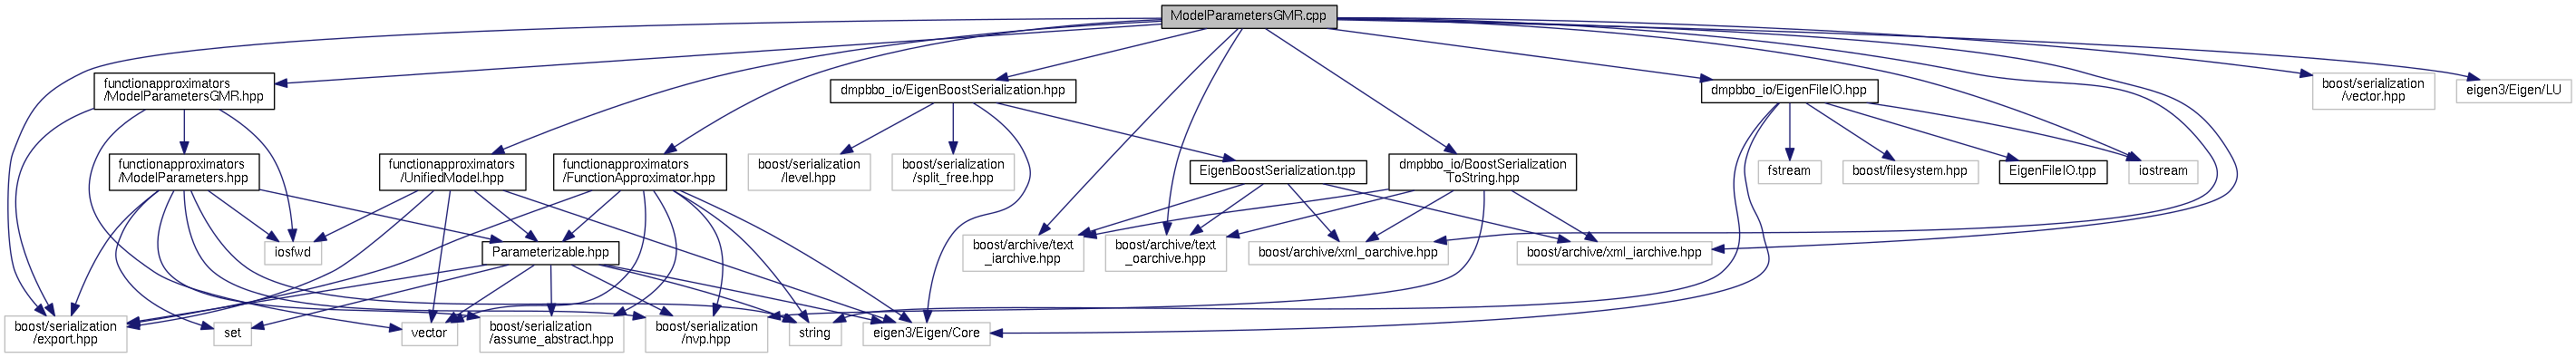 ModelParametersGMR.cpp
functionapproximators
/ModelParametersGMR.hpp
dmpbbo_io/EigenBoostSerialization.hpp
dmpbbo_io/EigenFileIO.hpp
boost/serialization
/vector.hpp
eigen3/Eigen/LU
functionapproximators
/ModelParameters.hpp
functionapproximators
/UnifiedModel.hpp
functionapproximators
/FunctionApproximator.hpp
boost/serialization
/level.hpp
boost/serialization
/split_free.hpp
EigenBoostSerialization.tpp
dmpbbo_io/BoostSerialization
ToString.hpp
fstream
boost/filesystem.hpp
EigenFileIO.tpp
iostream
iosfwd
Parameterizable.hpp
boost/archive/text
_iarchive.hpp
boost/archive/text
_oarchive.hpp
boost/archive/xml_oarchive.hpp
boost/archive/xml_iarchive.hpp
boost/serialization
/export.hpp
set
vector
boost/serialization
/assume_abstract.hpp
boost/serialization
/nvp.hpp
string
eigen3/Eigen/Core